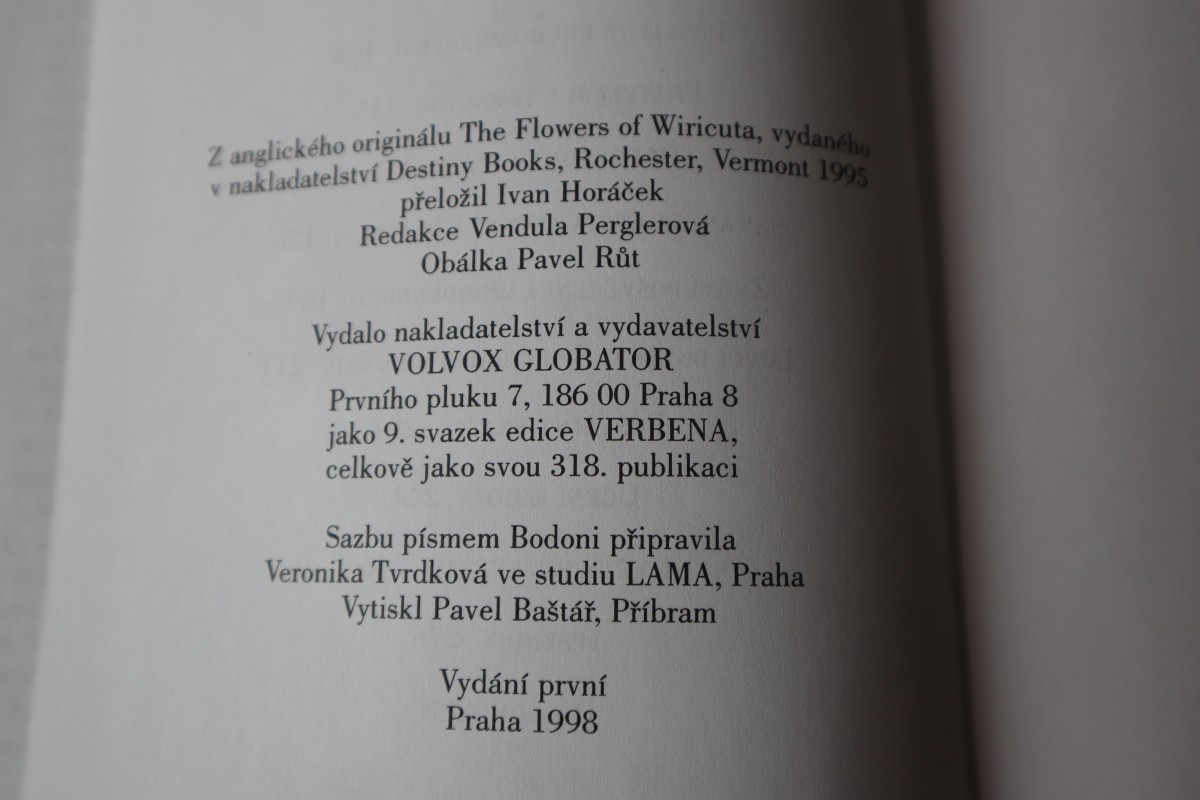 Z anglického originálu The Flowers of Wiricuta, vydaného
v nakladatelství Destiny Books, Rochester, Vermont 1995
přeložil Ivan Horáček
Redakce Vendula Perglerová
Obálka Pavel Růt
Vydalo nakladatelství a vydavatelství
VOLVOX GLOBATOR
Prvního pluku 7, 186 00 Praha 8
jako 9. svazek edice VERBENA,
celkově jako svou 318. publikaci
Sazbu písmem Bodoni připravila
Veronika Tvrdková ve studiu LAMA, Praha
Vytiskl Pavel Baštář, Příbram
Vydání první
Praha 1998